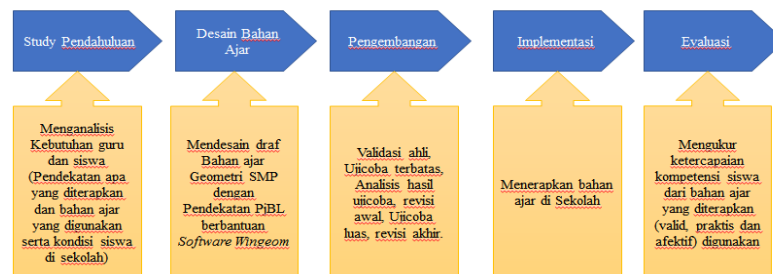 Study Pendahuluan
Desain Bahan
Ajar
Pengembangan
Implementasi
Evaluasi
Menganalisis
Kebutuhan guru
dan siswa
(Pendekatan apa
yang diterapkan
dan bahan ajar
yang digunakan
serta kondisi siswa
di sekolah)
Mendesain draf
Bahan ajar
Geometri SMP
dengan
Pendekatan PjBL
berbantuan
Software Wingeom
Validasi ahli,
Ujicoba terbatas,
Analisis hasil
ujicoba, revisi
awal, Ujicoba
luas, revisi akhir.
Menerapkan bahan
ajar di Sekolah
Mengukur
ketercapaian
kompetensi siswa
dari bahan ajar
yang diterapkan
(valid, praktis dan
afektif) digunakan